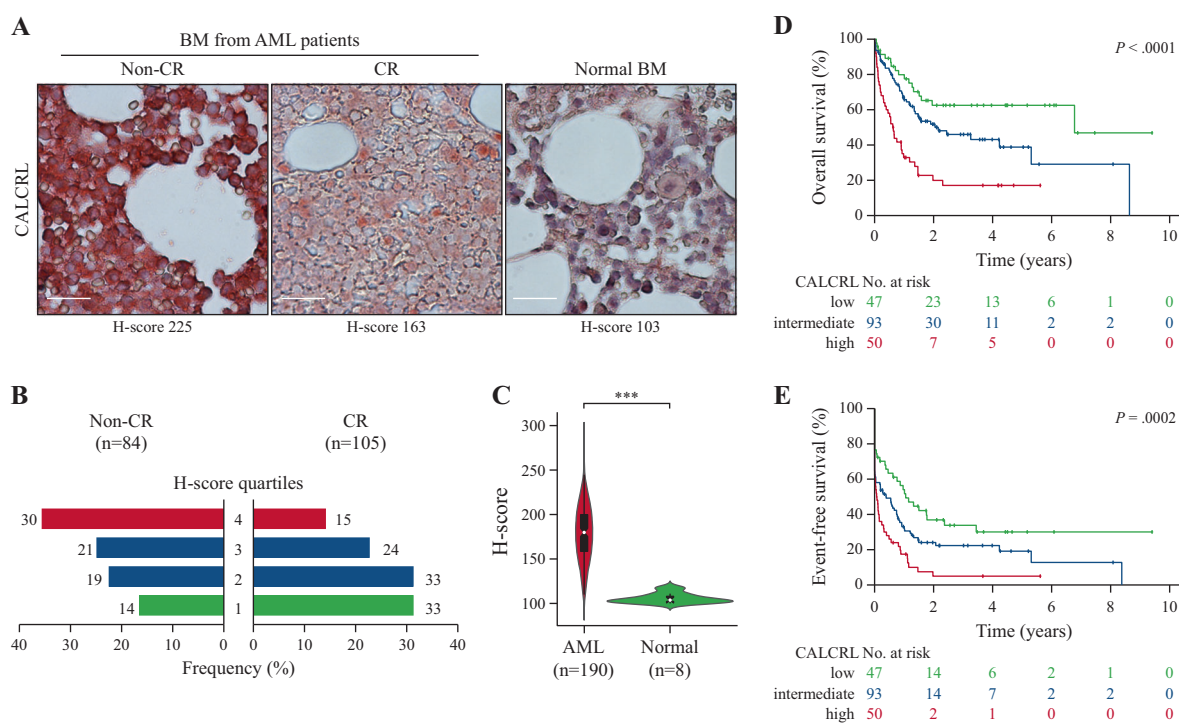 A
BM from AML patients
Non-CR
CR
Normal BM
CALCRL
H-score 225
H-score 163
H-score 103
B
Non-CR
(n=84)
CR
(n=105)
H-score quartiles
30
4
15
21
3
24
19
2
33
14
1
33
40
30
20
10
0
0
10
20
30
40
Frequency (%)
C
***
300
250
200
150
100
H-score
AML
(n=190)
Normal
(n=8)
D
100
80
60
40
20
0
Overall survival (%)
P < .0001
0 2 4 6 8 10
Time (years)
CALCRL No. at risk
low 47 23 13 6 1 0
intermediate 93 30 11 2 2 0
high 50 7 5 0 0 0
E
100
80
60
40
20
0
Event-free survival (%)
P = .0002
0 2 4 6 8 10
Time (years)
CALCRL No. at risk
low 47 14 6 2 1 0
intermediate 93 14 7 2 2 0
high 50 2 1 0 0 0